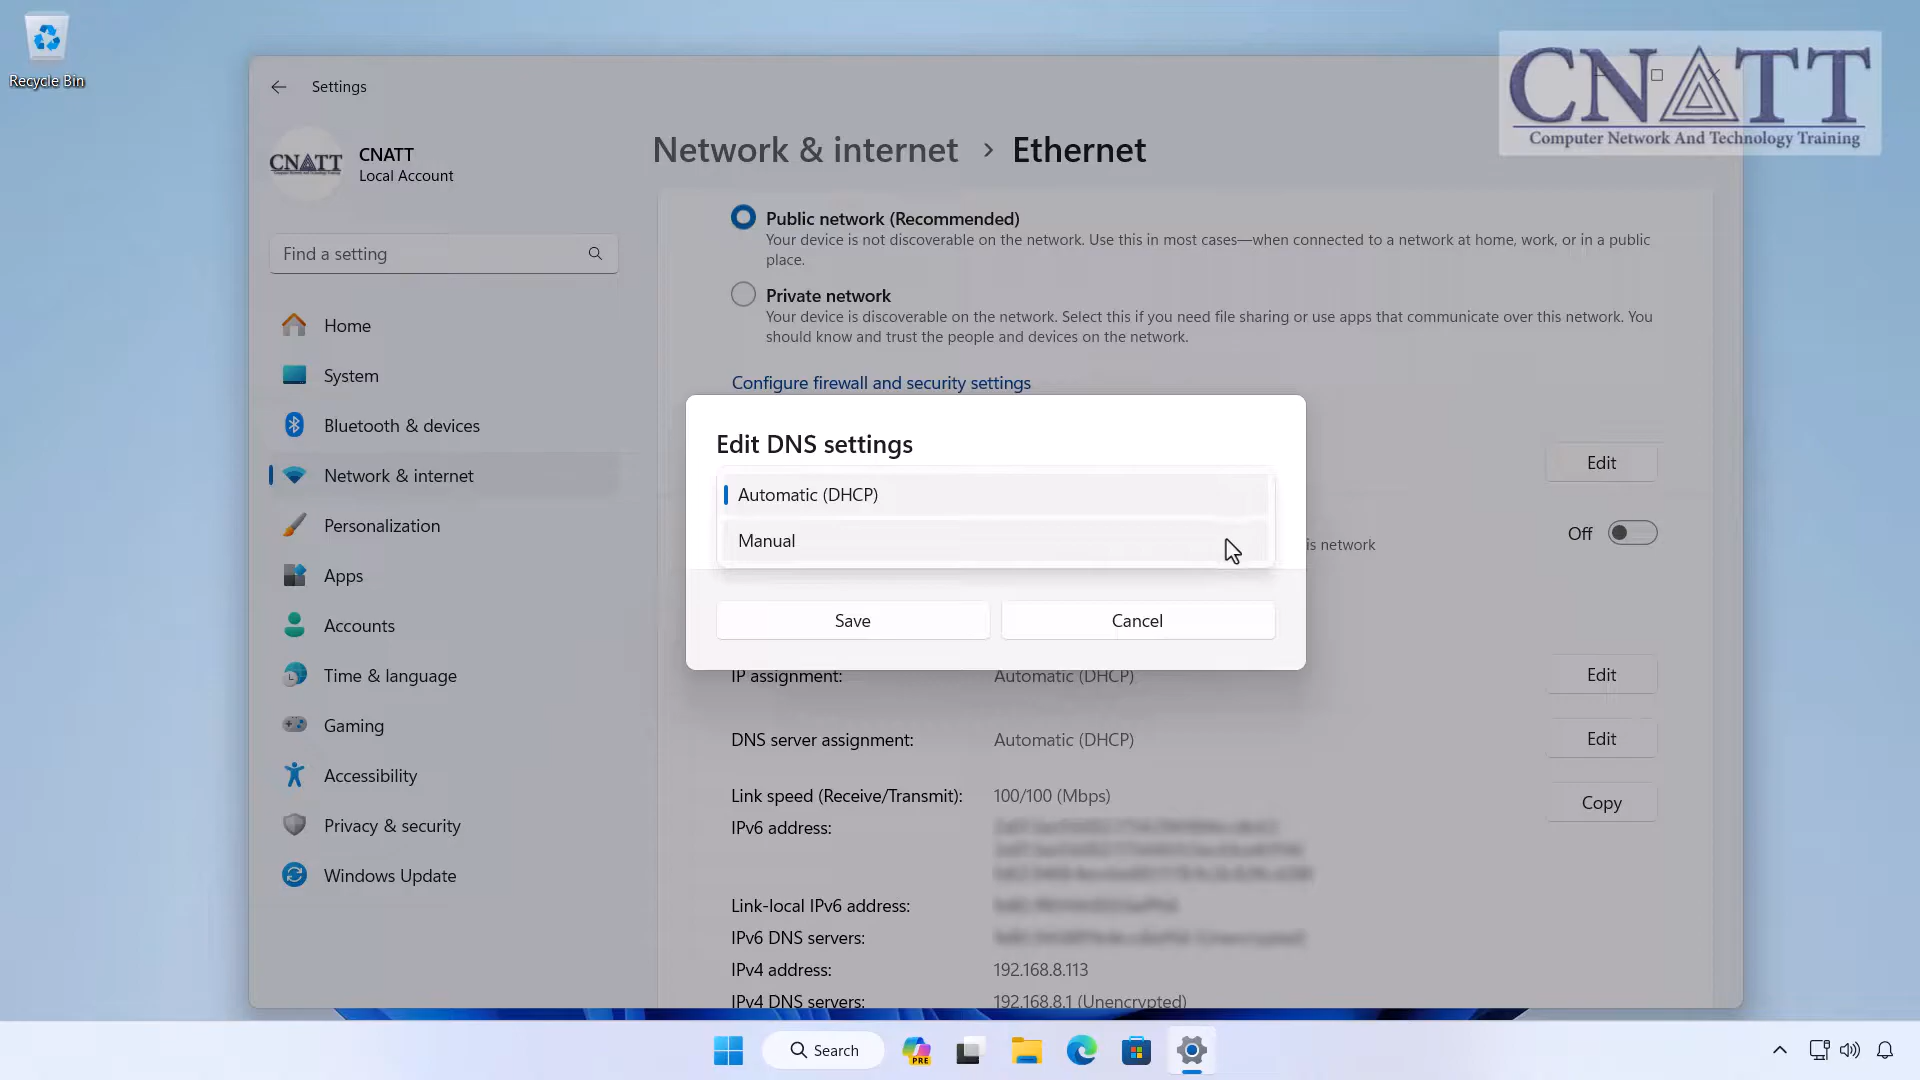 Recycle Bin
Settings
CNATT
Computer Network And Technology Training
CNATT
CNATT
Local Account
Network & internet > Ethernet
Find a setting
Public network (Recommended)
Your device is not discoverable on the network. Use this in most cases—when connected to a network at home, work, or in a public
place.
Private network
Your device is discoverable on the network. Select this if you need file sharing or use apps that communicate over this network. You
should know and trust the people and devices on the network.
Configure firewall and security settings
Home
System
Bluetooth & devices
Network & internet
Personalization
Apps
Accounts
Time & language
Gaming
Accessibility
Privacy & security
Windows Update
Edit DNS settings
Automatic (DHCP)
Manual
Save
Cancel
Edit
is network
Off
IP assignment:
Automatic (DHCP)
Edit
DNS server assignment:
Automatic (DHCP)
Edit
Link speed (Receive/Transmit):
100/100 (Mbps)
Copy
IPv6 address:
Link-local IPv6 address:
IPv6 DNS servers:
IPv4 address:
192.168.8.113
IPv4 DNS servers:
192.168.8.1 (Unencrypted)
Search
PRE